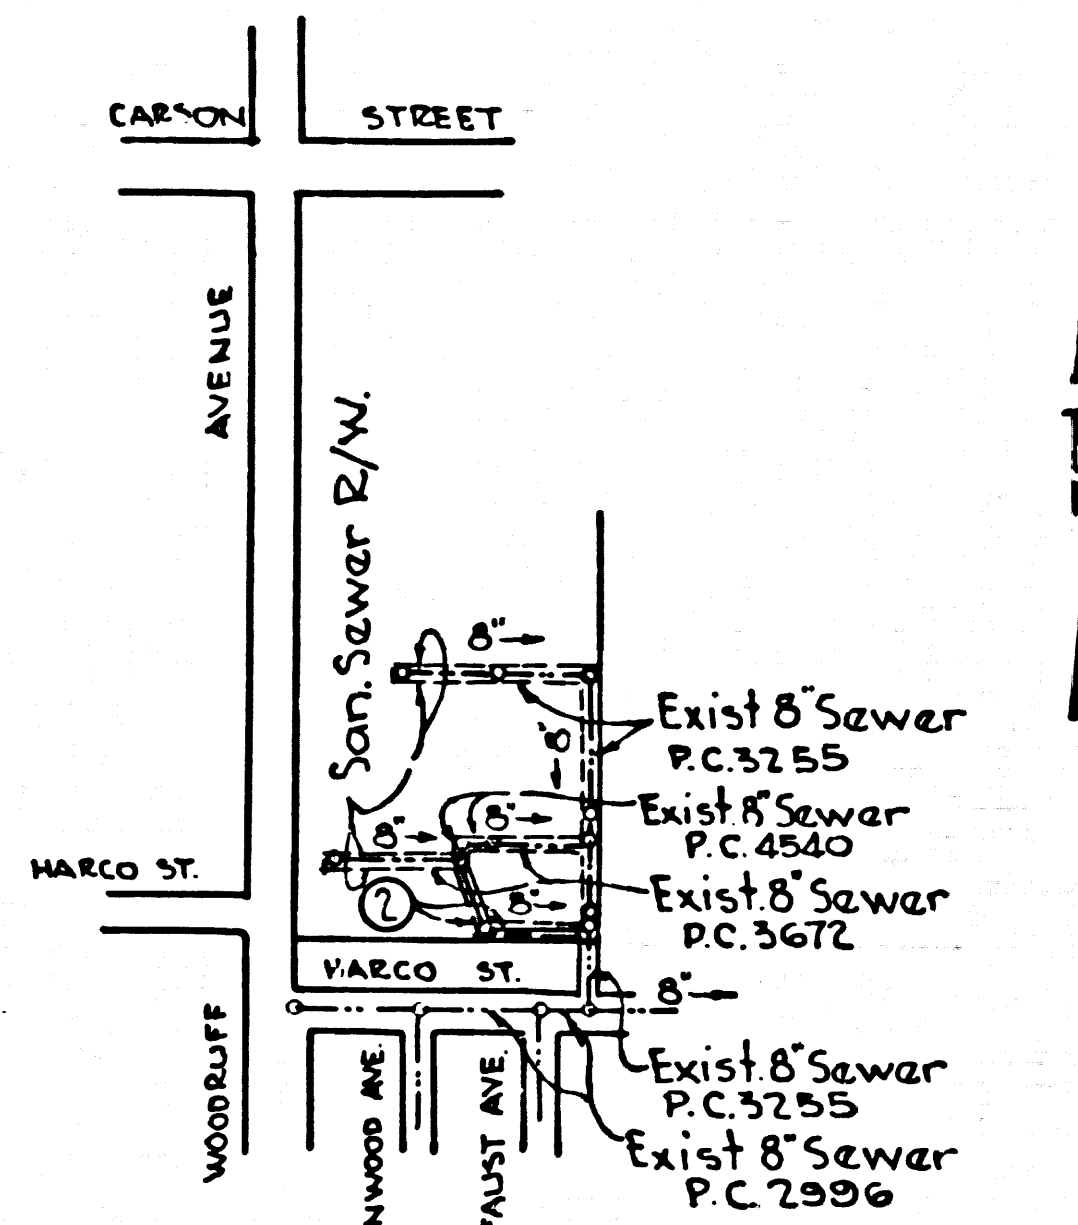 CARSON STREET
AVENUE
San. Sewer R/W.
8"
8"
Exist 8" Sewer
P.C. 3255
Exist. 8" Sewer
P.C. 4540
8"
8"
HARCO ST.
Exist. 8" Sewer
P.C. 3672
2
8"
HARCO ST.
8"
WOODRUFF
NWOOD AVE.
FAUST AVE.
Exist. 8" Sewer
P.C. 3255
Exist 8" Sewer
P.C. 2996